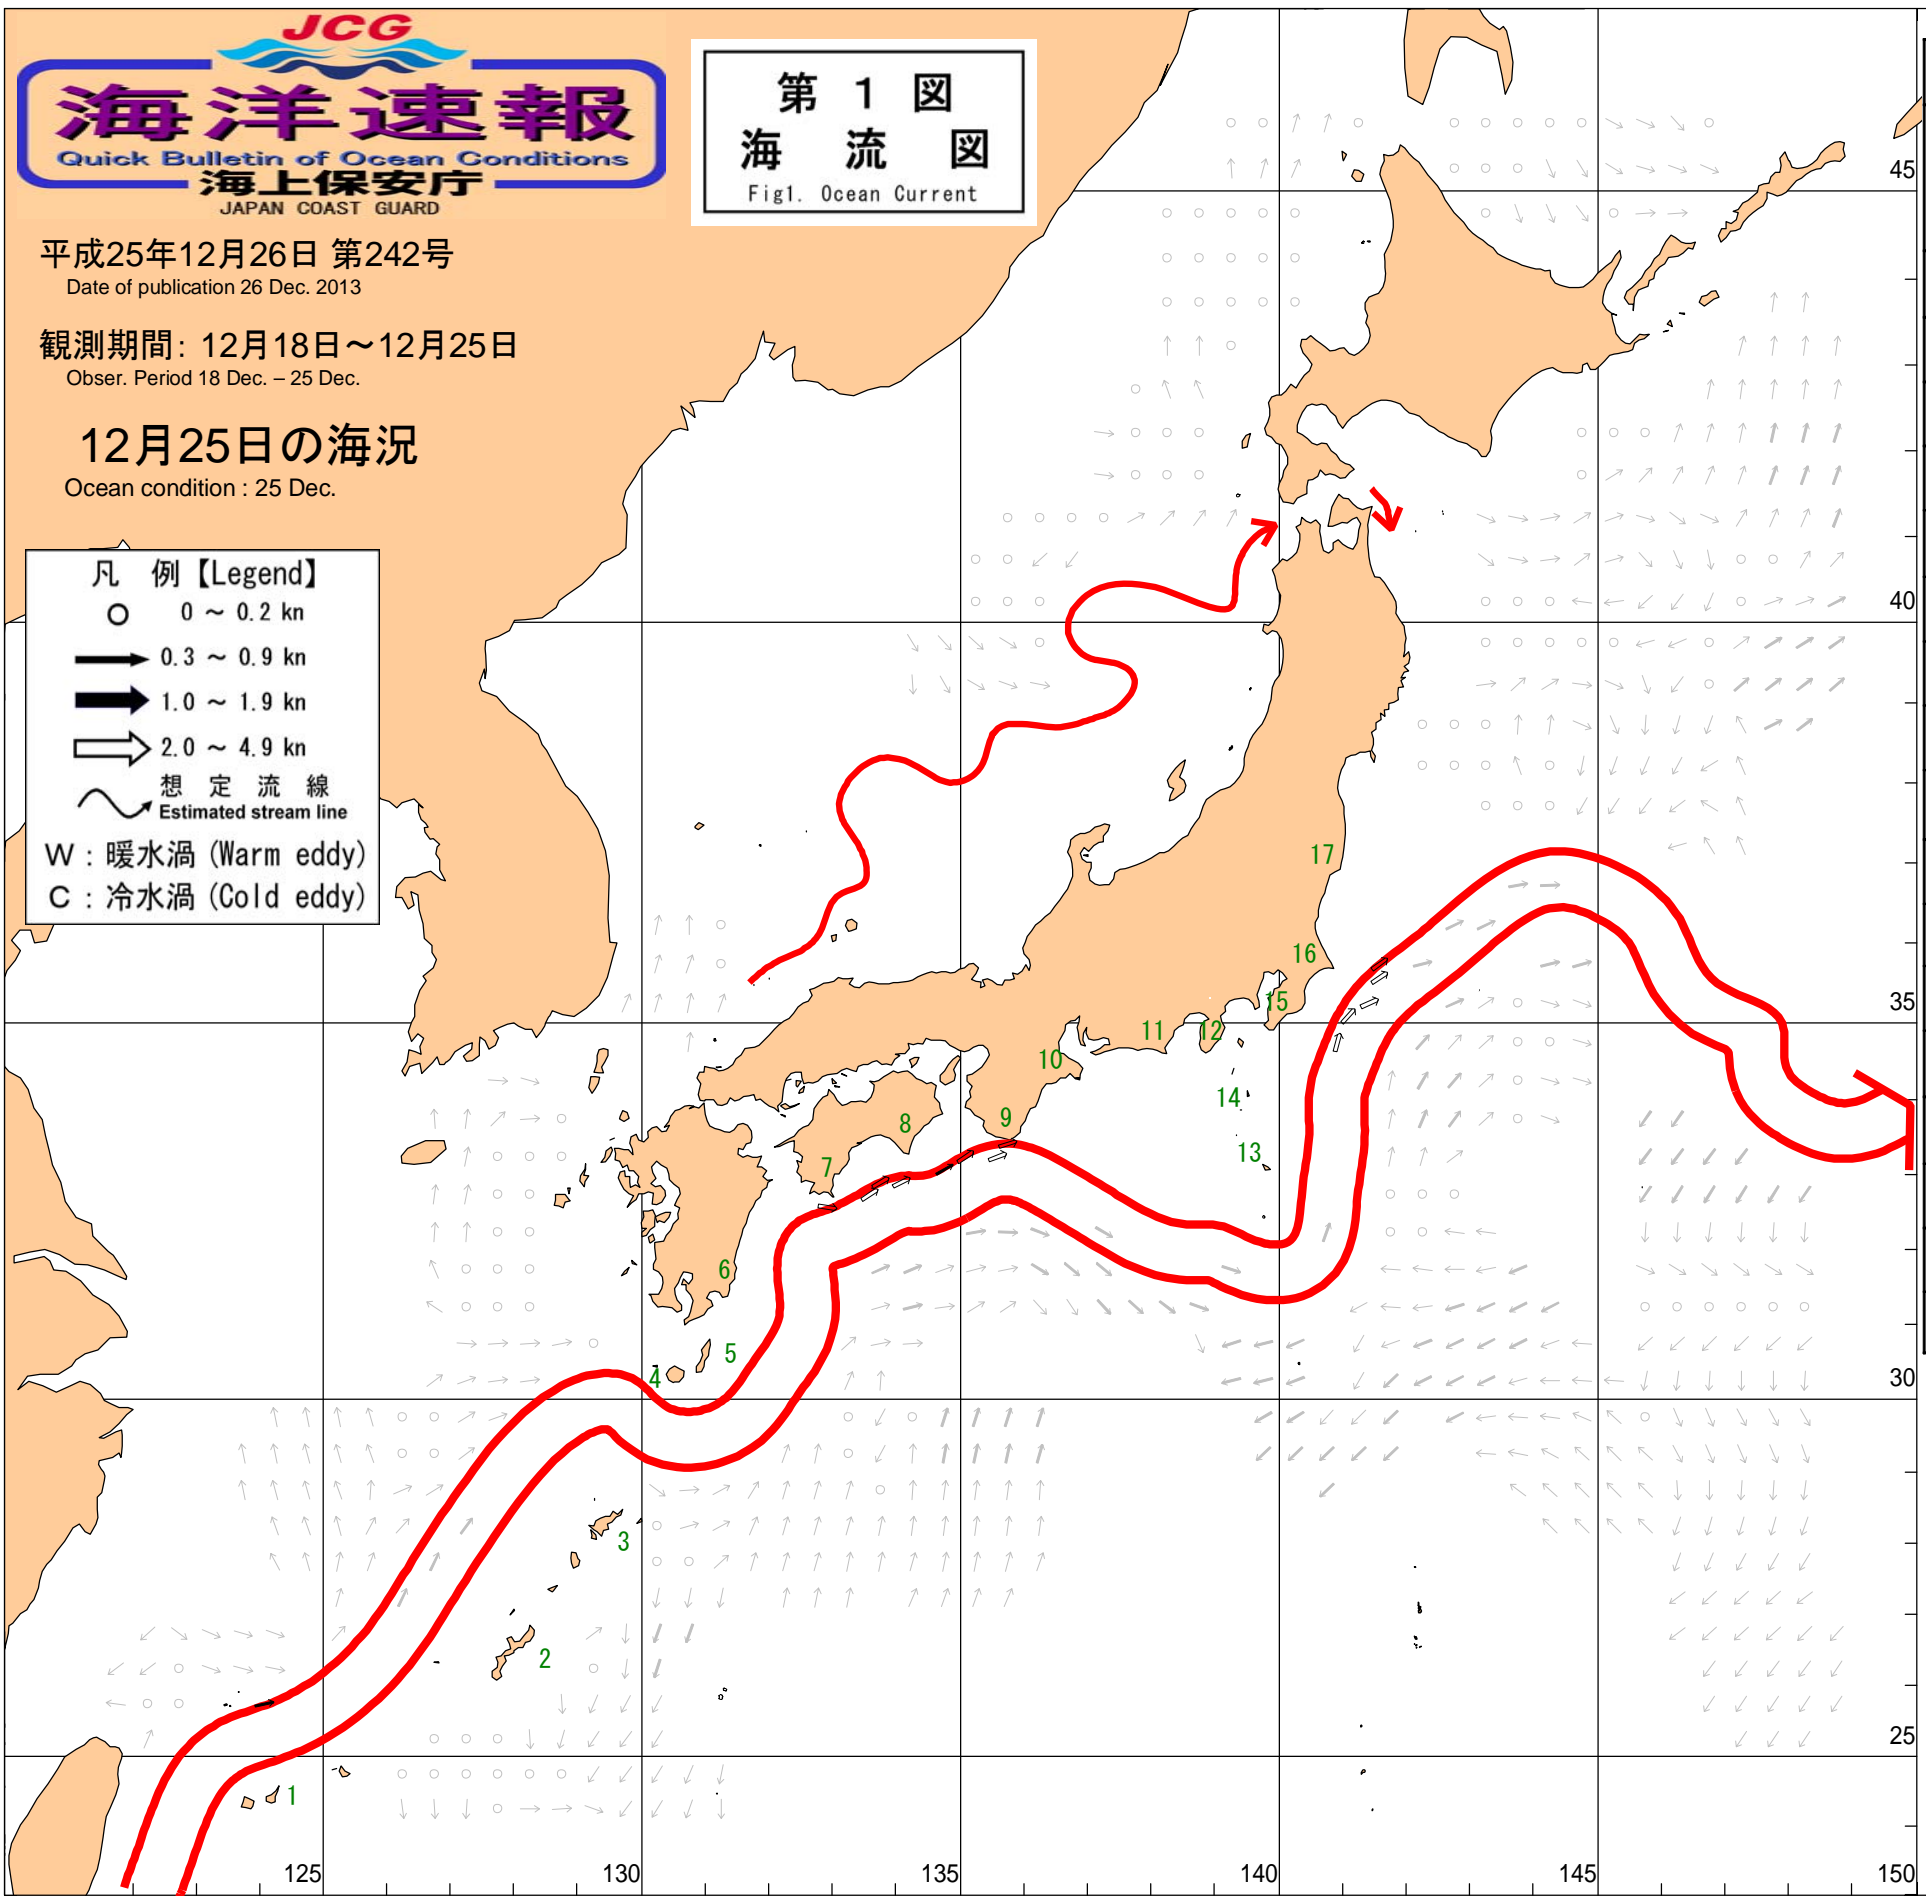 JCG
海洋速報
Quick Bulletin of Ocean Conditions
海上保安庁
JAPAN COAST GUARD
第 1 図
海 流 図
Fig1. Ocean Current
平成25年12月26日 第242号
Date of publication 26 Dec. 2013
観測期間: 12月18日～12月25日
Obser. Period 18 Dec. – 25 Dec.
12月25日の海況
Ocean condition : 25 Dec.
凡 例【Legend】
0 ～ 0.2 kn
0.3 ～ 0.9 kn
1.0 ～ 1.9 kn
2.0 ～ 4.9 kn
想 定 流 線
Estimated stream line
W : 暖水渦 (Warm eddy)
C : 冷水渦 (Cold eddy)
45
40
35
30
25
17
16
15
12
11
10
14
13
9
8
7
6
5
4
3
2
1
125
130
135
140
145
150